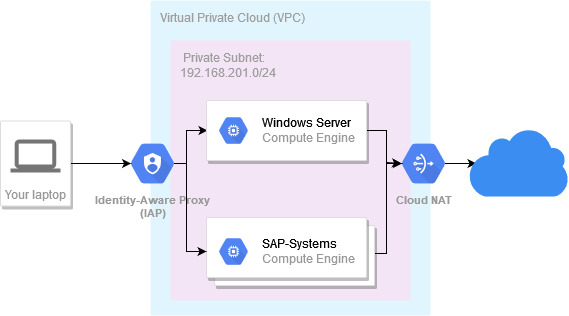 Virtual Private Cloud (VPC)
Private Subnet:
192.168.201.0/24
Windows Server
Compute Engine
Your laptop
Identity-Aware Proxy
(IAP)
Cloud NAT
SAP-Systems
Compute Engine